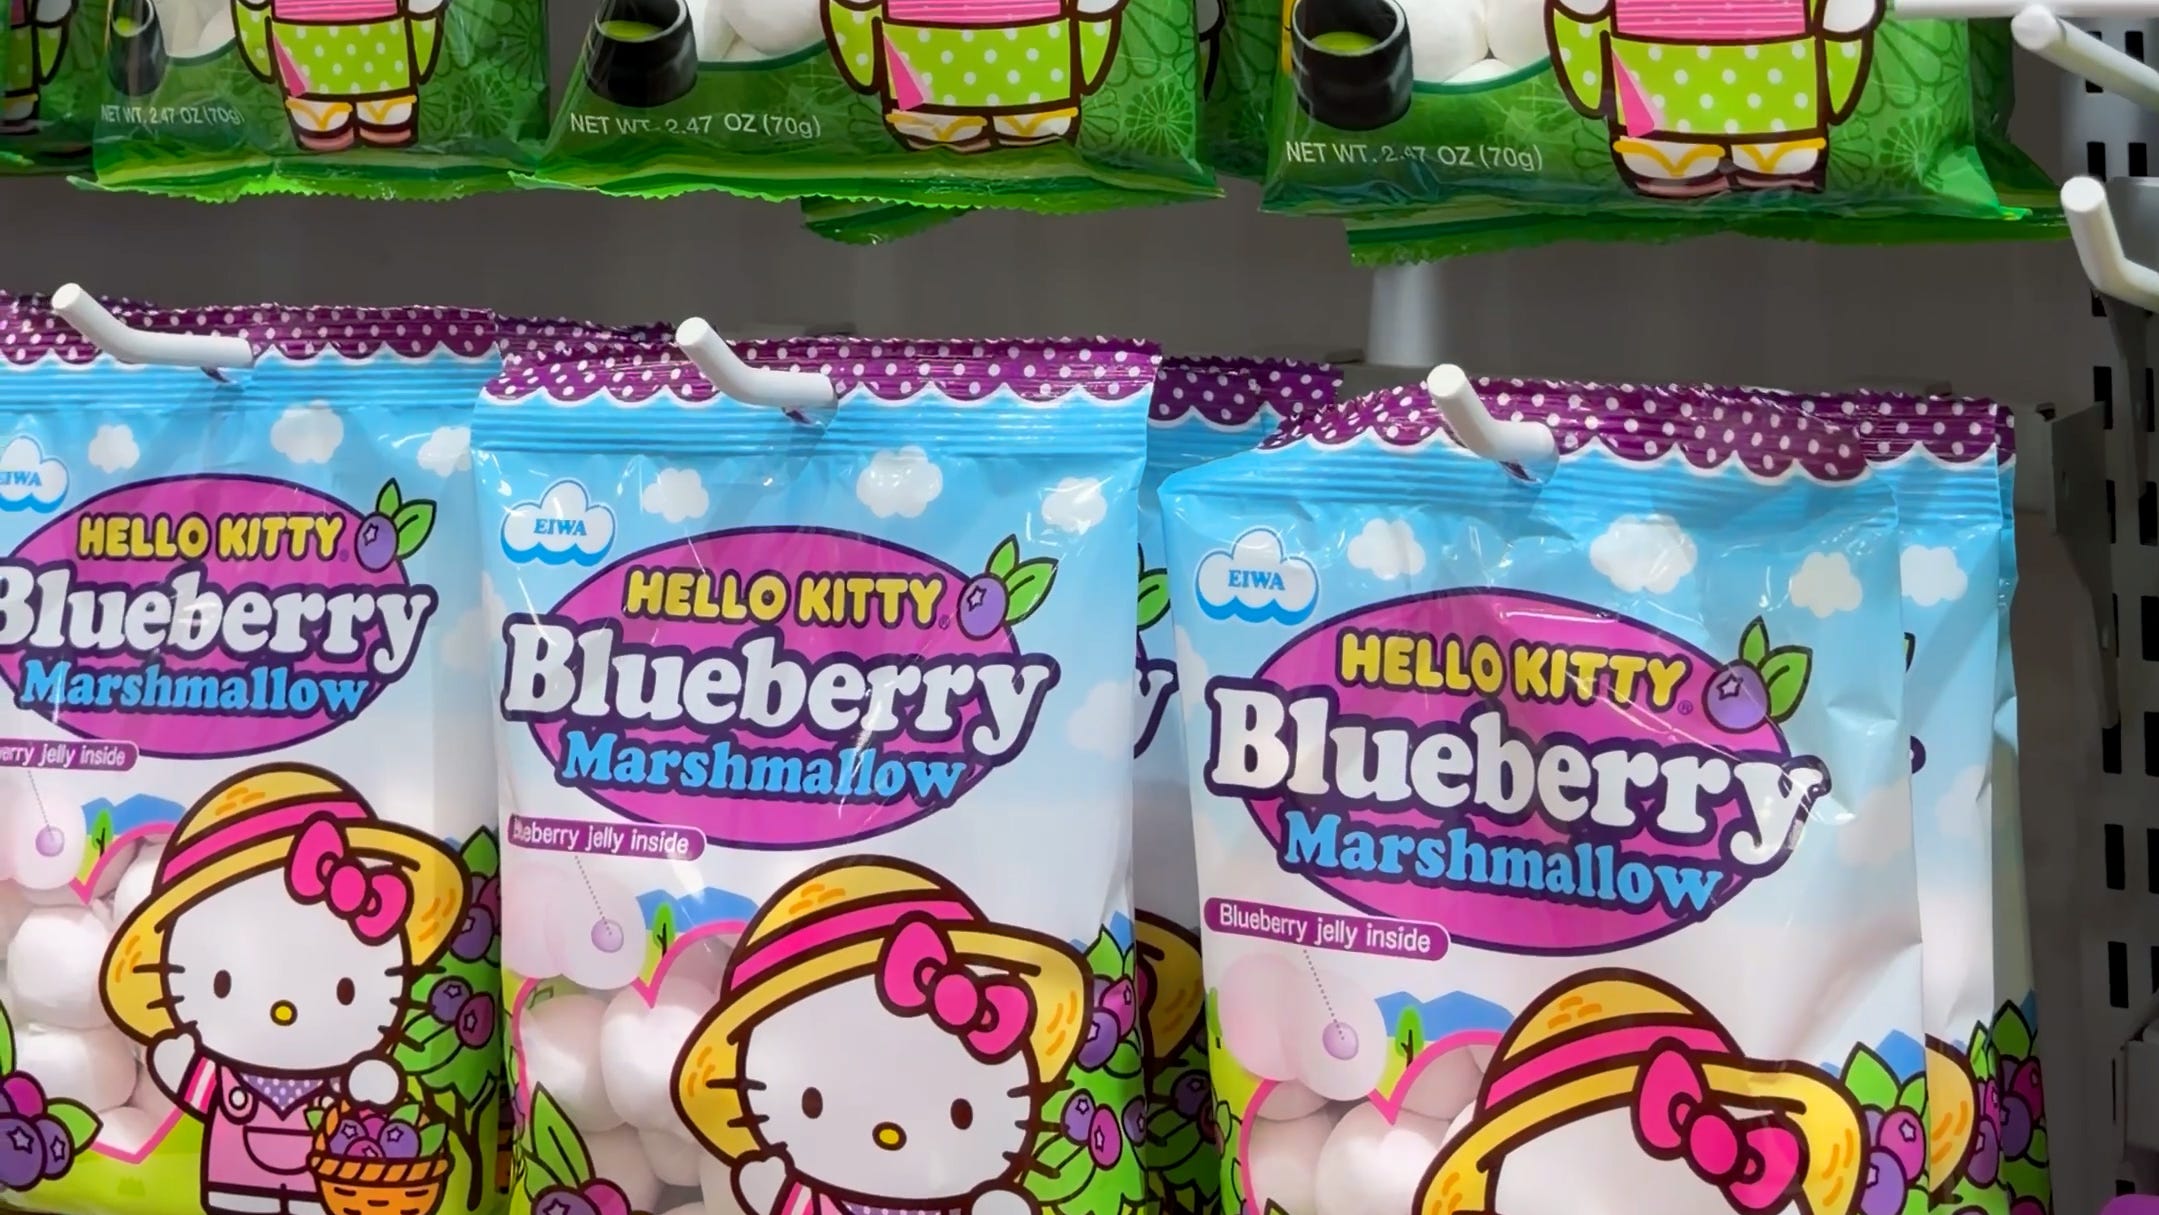 NET WT. 2.47 OZ (70g)
NET WT. 2.47 OZ (70g)
NET WT. 2.47 OZ (70g)
EIWA
HELLO KITTY
Blueberry
Marshmallow
jelly inside
EIWA
HELLO KITTY®
Blueberry
Marshmallow
jelly inside
EIWA
HELLO KITTY®
Blueberry
Marshmallow
Blueberry jelly inside